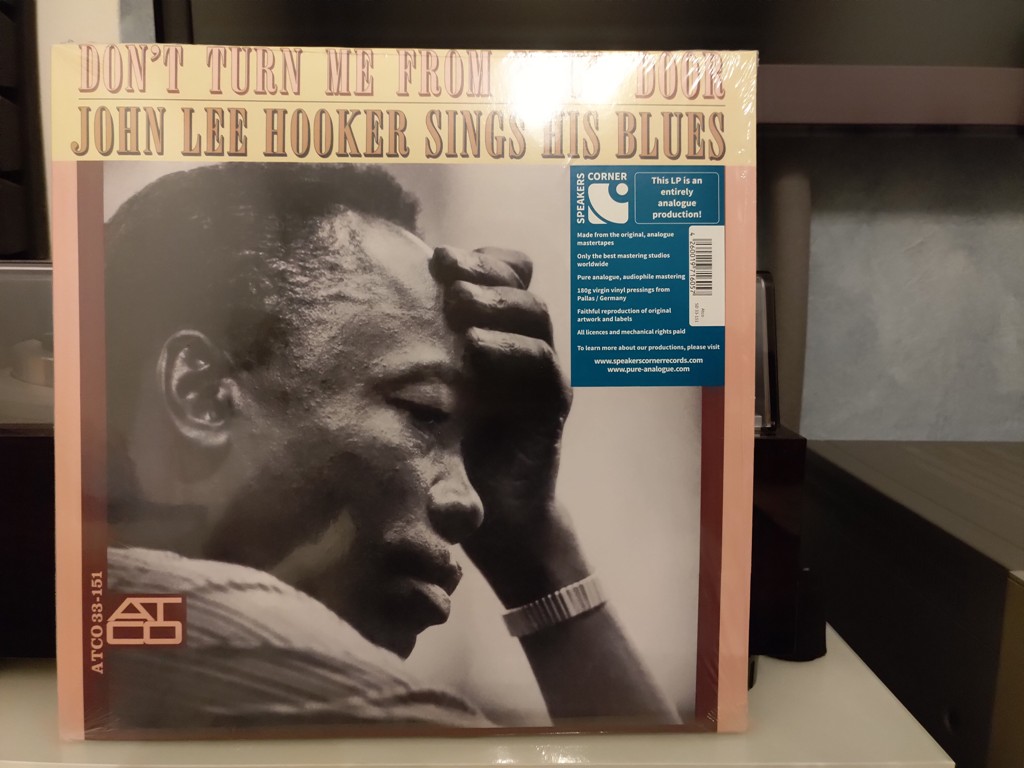 DON'T TURN ME FROM YOUR DOOR
JOHN LEE HOOKER SINGS HIS BLUES
SPEAKERS
CORNER
This LP is an
entirely
analogue
production!
Made from the original, analogue
mastertapes
Only the best mastering studios
worldwide
Pure analogue, audiophile mastering
180g virgin vinyl pressings from
Pallas / Germany
Faithful reproduction of original
artwork and labels
All licences and mechanical rights paid
To learn more about our productions, please visit
www.speakerscornerrecords.com
www.pure-analogue.com
ATCO 33-151
ATCO